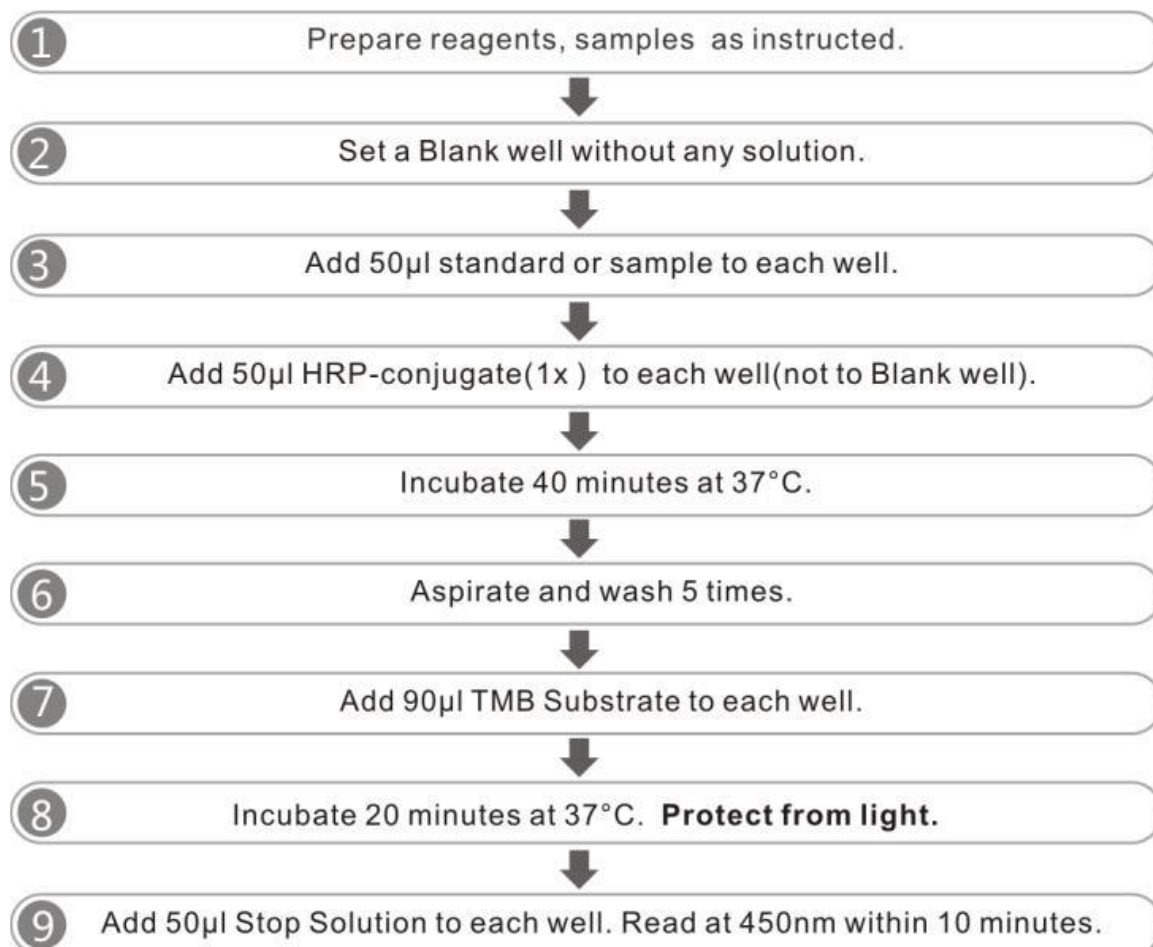 1 Prepare reagents, samples as instructed.
2 Set a Blank well without any solution.
3 Add 50µl standard or sample to each well.
4 Add 50µl HRP-conjugate(1x ) to each well(not to Blank well).
5 Incubate 40 minutes at 37°C.
6 Aspirate and wash 5 times.
7 Add 90µl TMB Substrate to each well.
8 Incubate 20 minutes at 37°C. Protect from light.
9 Add 50µl Stop Solution to each well. Read at 450nm within 10 minutes.